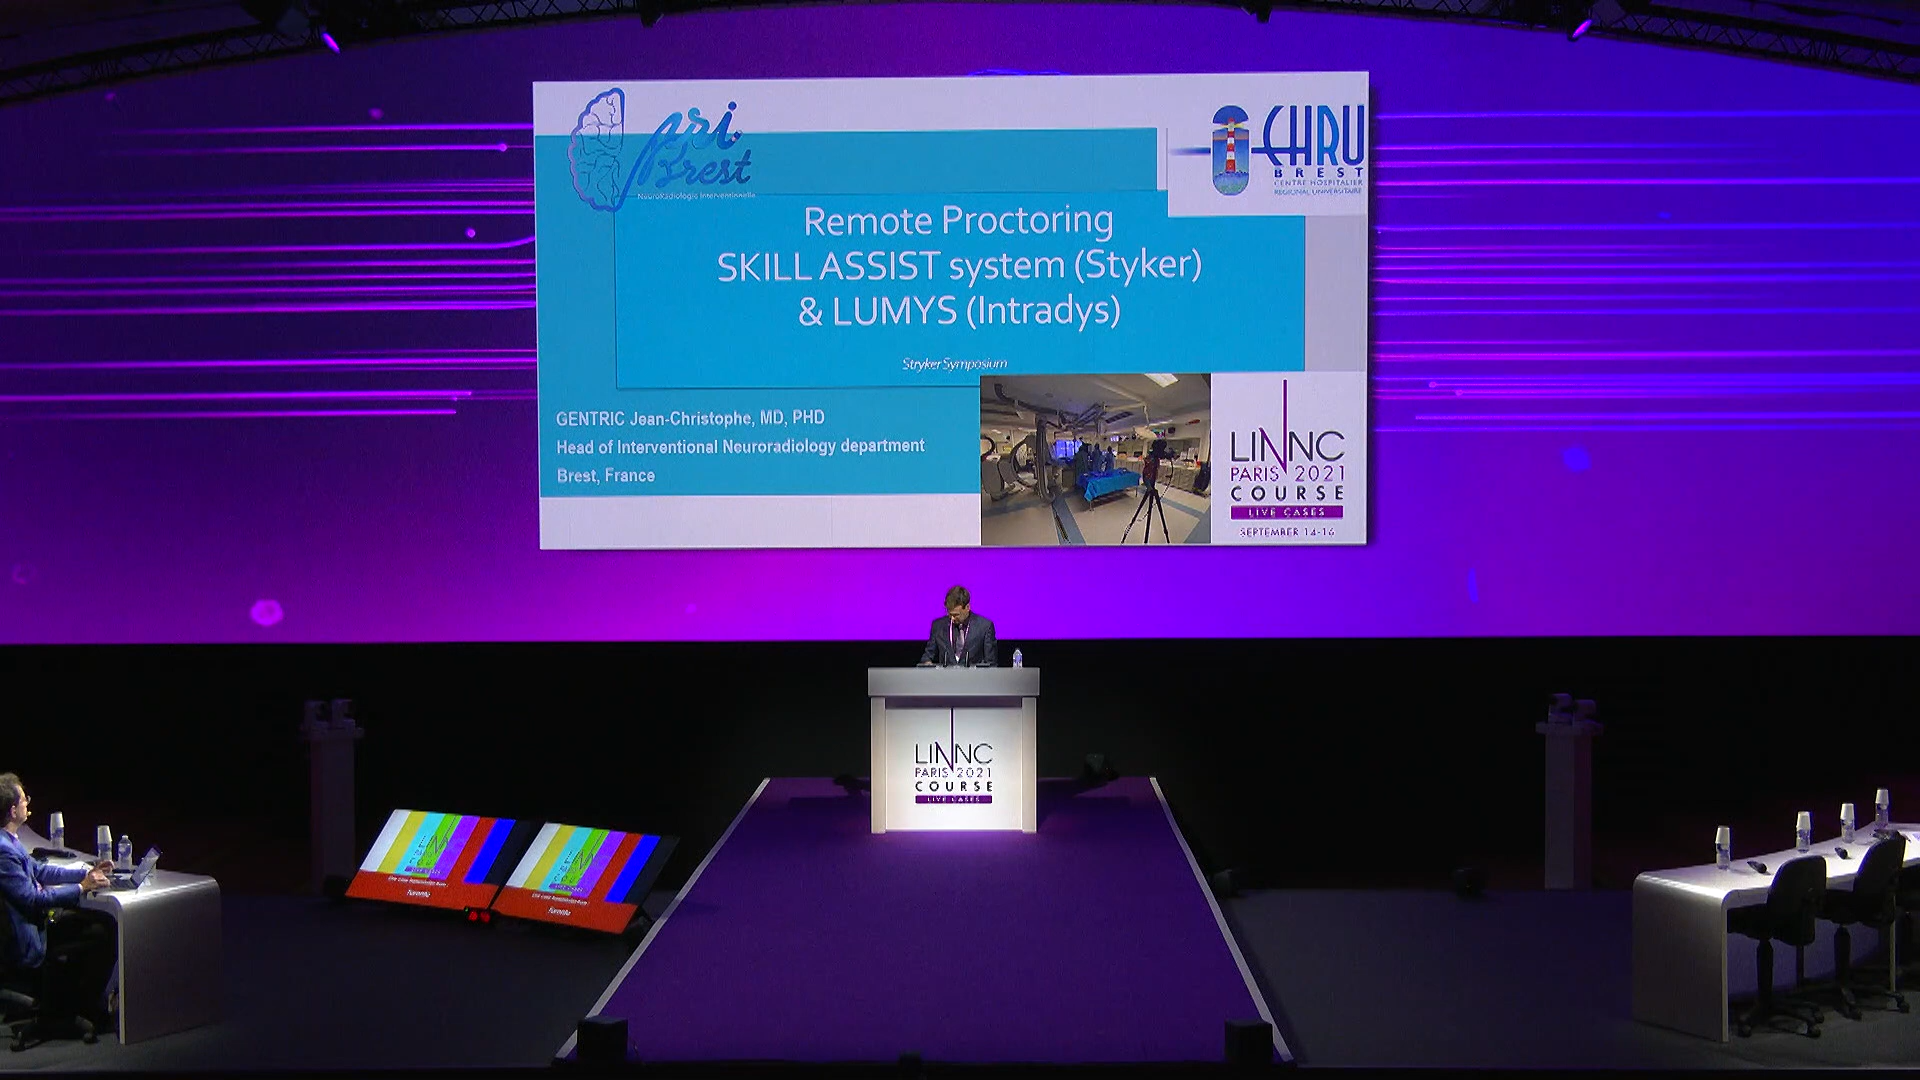 pri
Brest
NeuroRadiologie Interventionnelle
CHRU
BREST
CENTRE HOSPITALIER
REGIONAL UNIVERSITAIRE
Remote Proctoring
SKILL ASSIST system (Styker)
& LUMYS (Intradys)
Stryker Symposium
GENTRIC Jean-Christophe, MD, PHD
Head of Interventional Neuroradiology department
Brest, France
LINNC
PARIS 2021
COURSE
LIVE CASES
SEPTEMBER 14-16
LINNC
PARIS 2021
COURSE
LIVE CASES